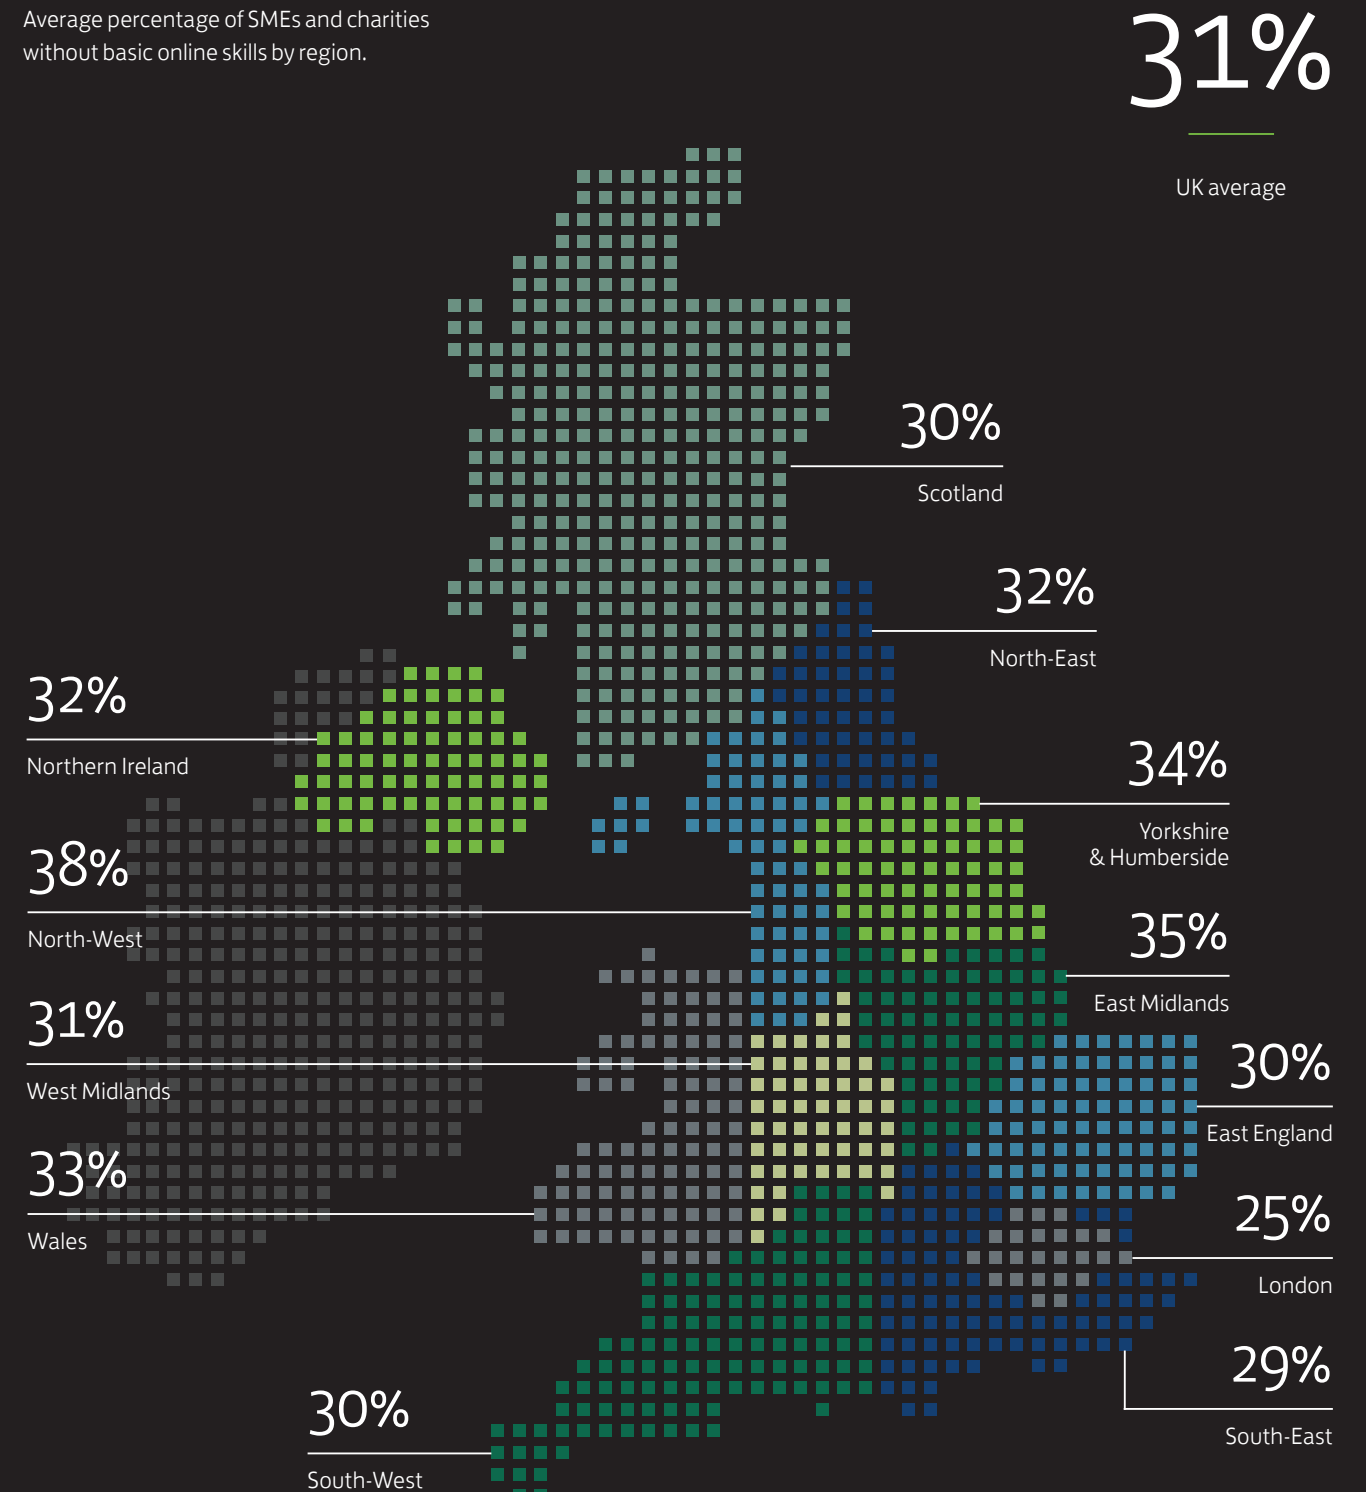 Average percentage of SMEs and charities
without basic online skills by region.
31%
UK average
30%
Scotland
32%
North-East
32%
Northern Ireland
34%
Yorkshire
& Humberside
38%
North-West
35%
East Midlands
31%
West Midlands
30%
East England
33%
Wales
25%
London
29%
South-East
30%
South-West